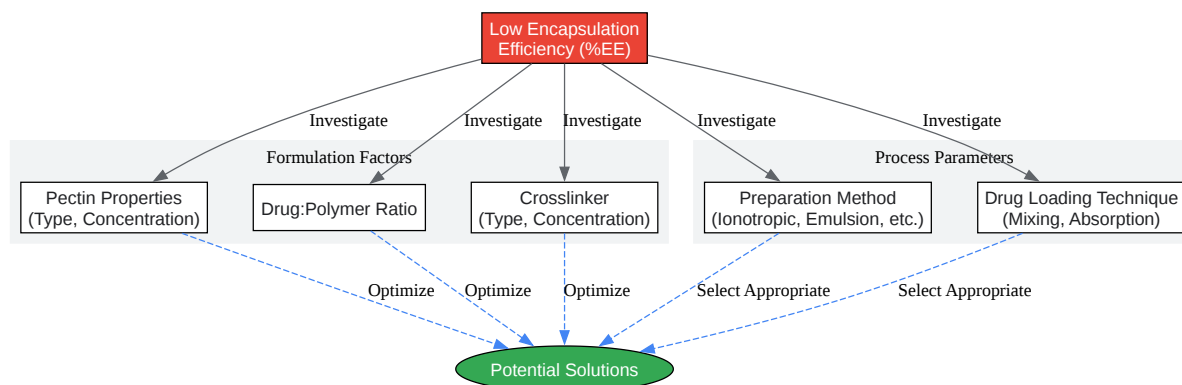 Low Encapsulation
Efficiency (%EE)
Investigate
Investigate
Investigate
Investigate
Investigate
Formulation Factors
Process Parameters
Pectin Properties
(Type, Concentration)
Drug:Polymer Ratio
Crosslinker
(Type, Concentration)
Preparation Method
(Ionotropic, Emulsion, etc.)
Drug Loading Technique
(Mixing, Absorption)
Optimize
Optimize
Optimize
Select Appropriate
Select Appropriate
Potential Solutions